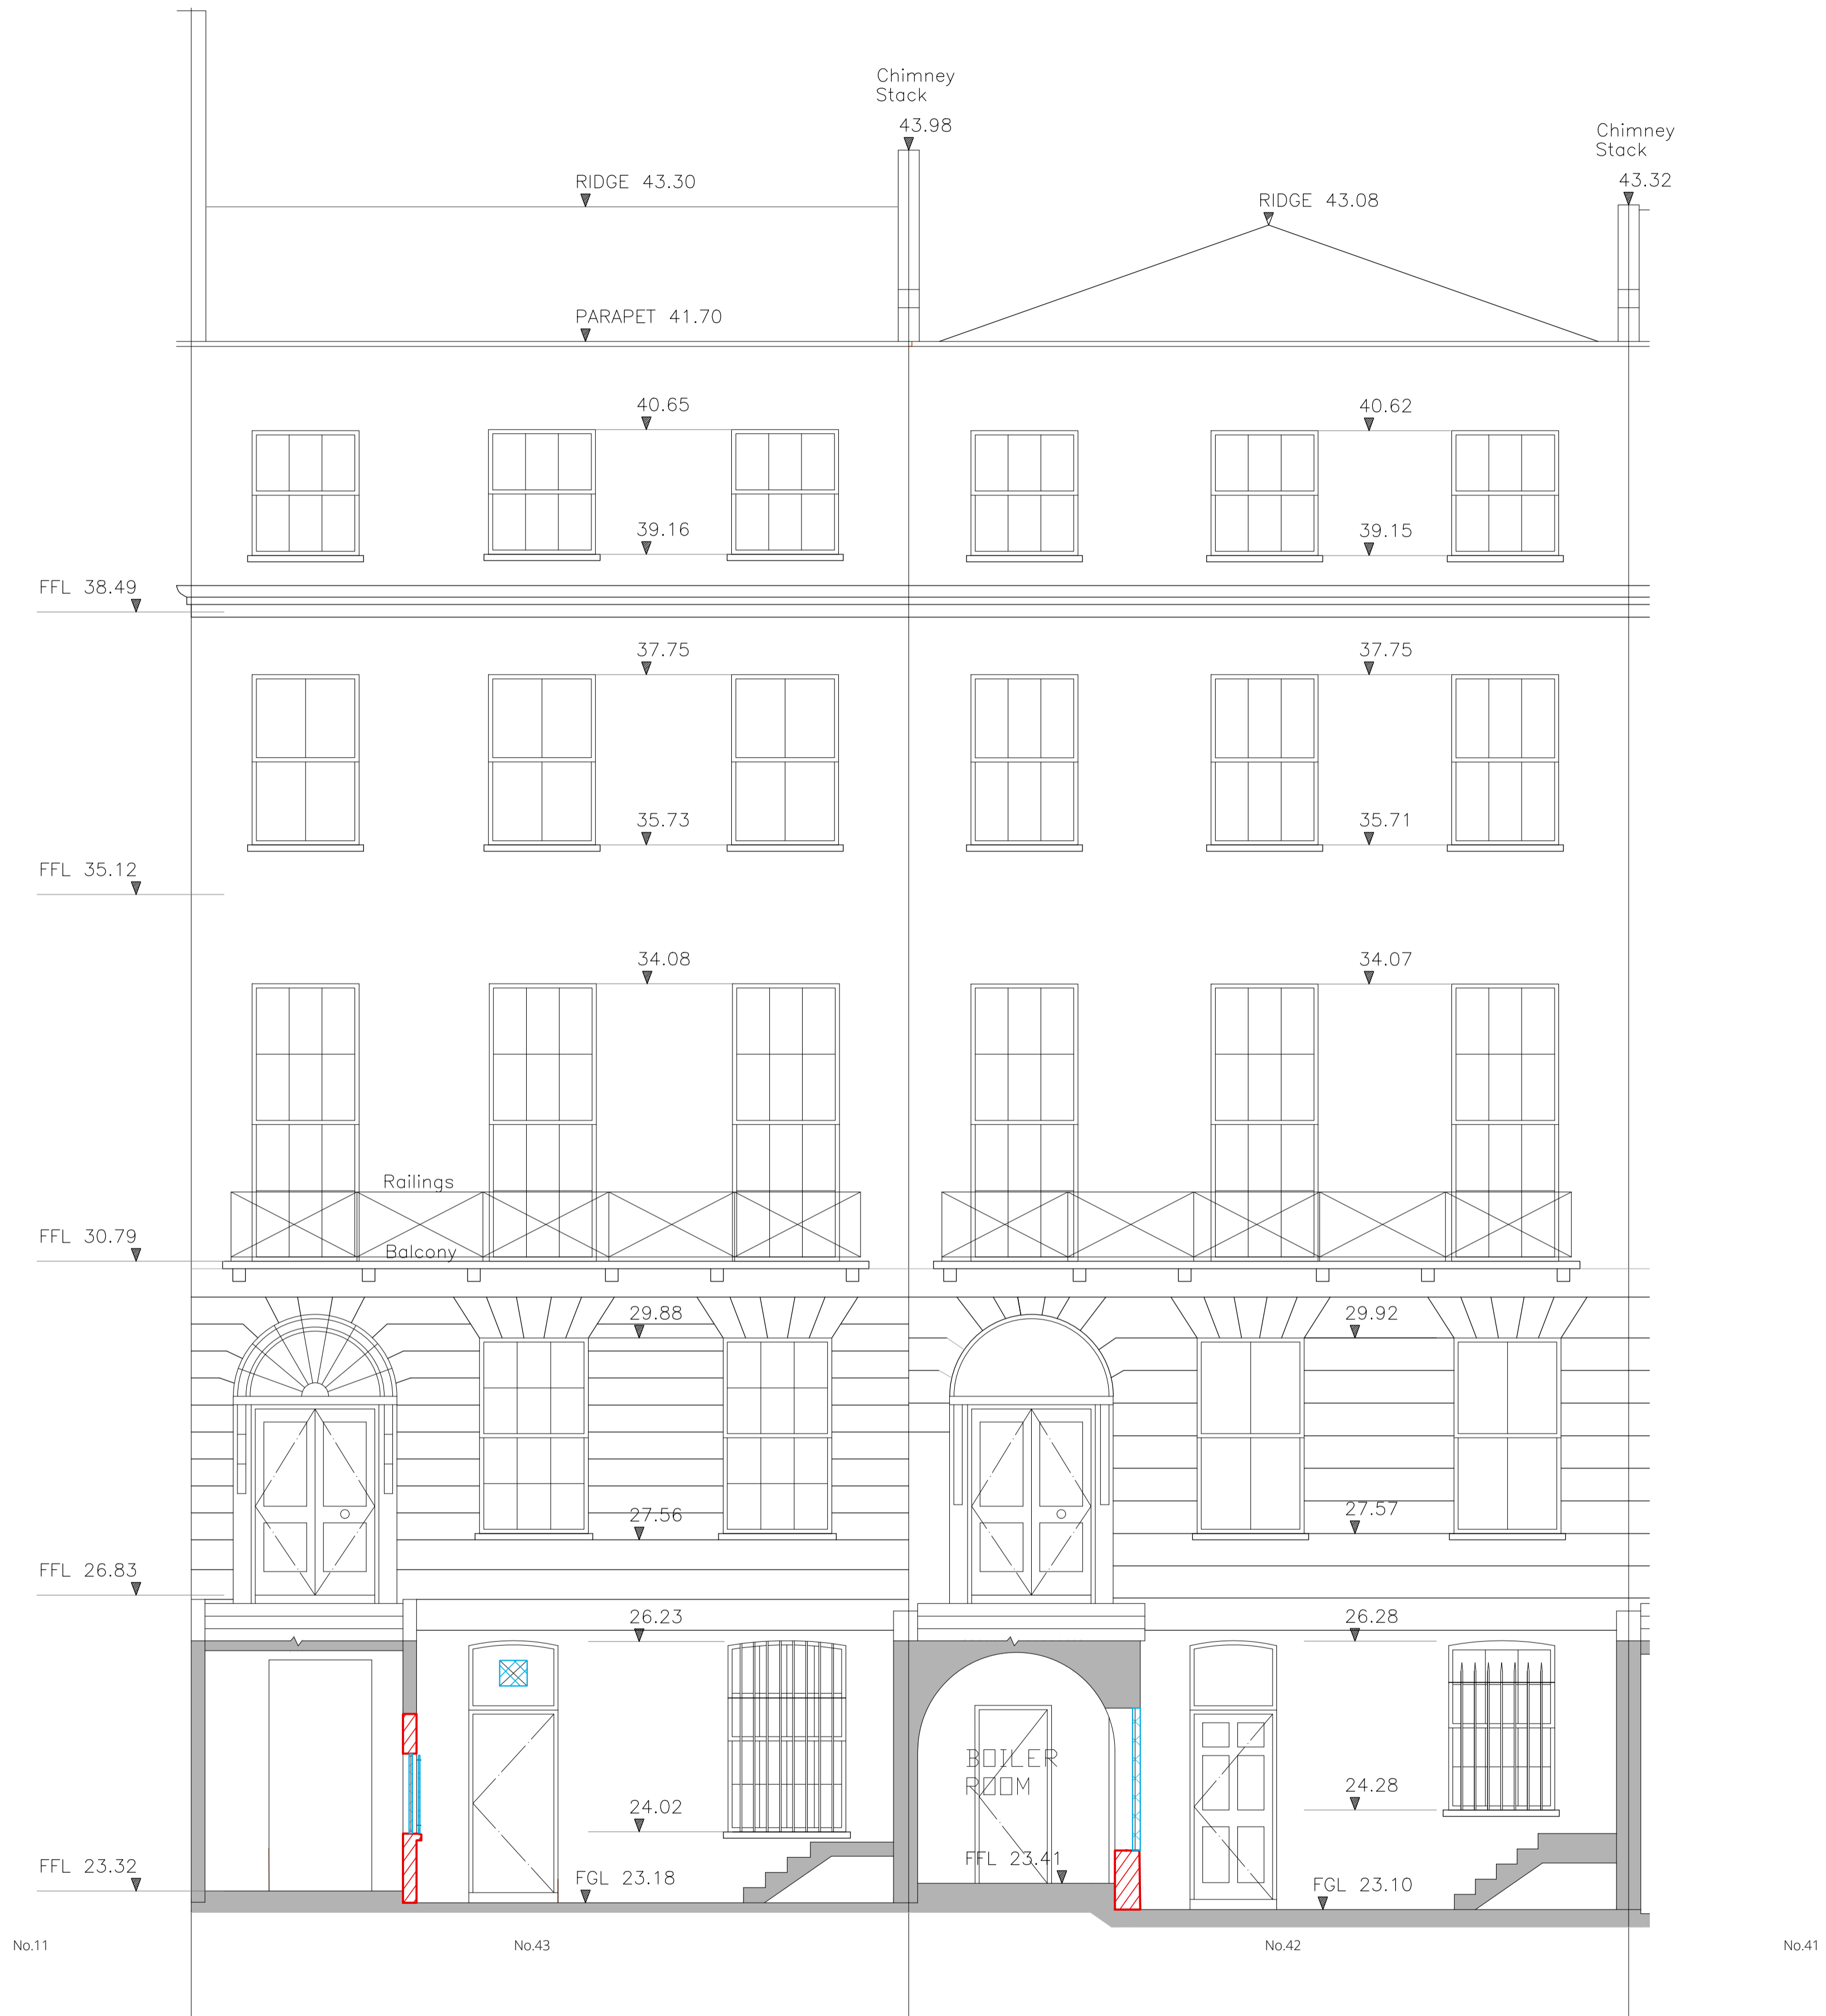 Chimney
Stack
43.98
Chimney
Stack
43.32
RIDGE 43.30
RIDGE 43.08
PARAPET 41.70
40.65
40.62
39.16
39.15
FFL 38.49
37.75
37.75
35.73
35.71
FFL 35.12
34.08
34.07
Railings
FFL 30.79
Balcony
29.88
29.92
27.56
27.57
FFL 26.83
26.23
26.28
BOILER
ROOM
24.02
24.28
FFL 23.32
FGL 23.18
FFL 23.41
FGL 23.10
No.11
No.43
No.42
No.41